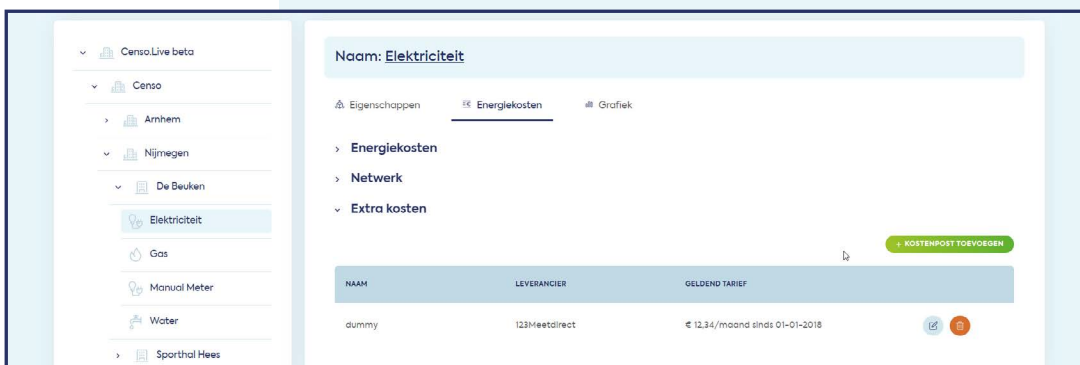 Censo.Live beta
Censo
Arnhem
Nijmegen
De Beuken
Elektriciteit
Gas
Manual Meter
Water
Sporthal Hees
Naam: Elektriciteit
Eigenschappen
Energiekosten
Grafiek
Energiekosten
Netwerk
Extra kosten
+ KOSTENPOST TOEVOEGEN
NAAM LEVERANCIER GELDEND TARIEF
dummy 123Meetdirect € 12,34/maand sinds 01-01-2018